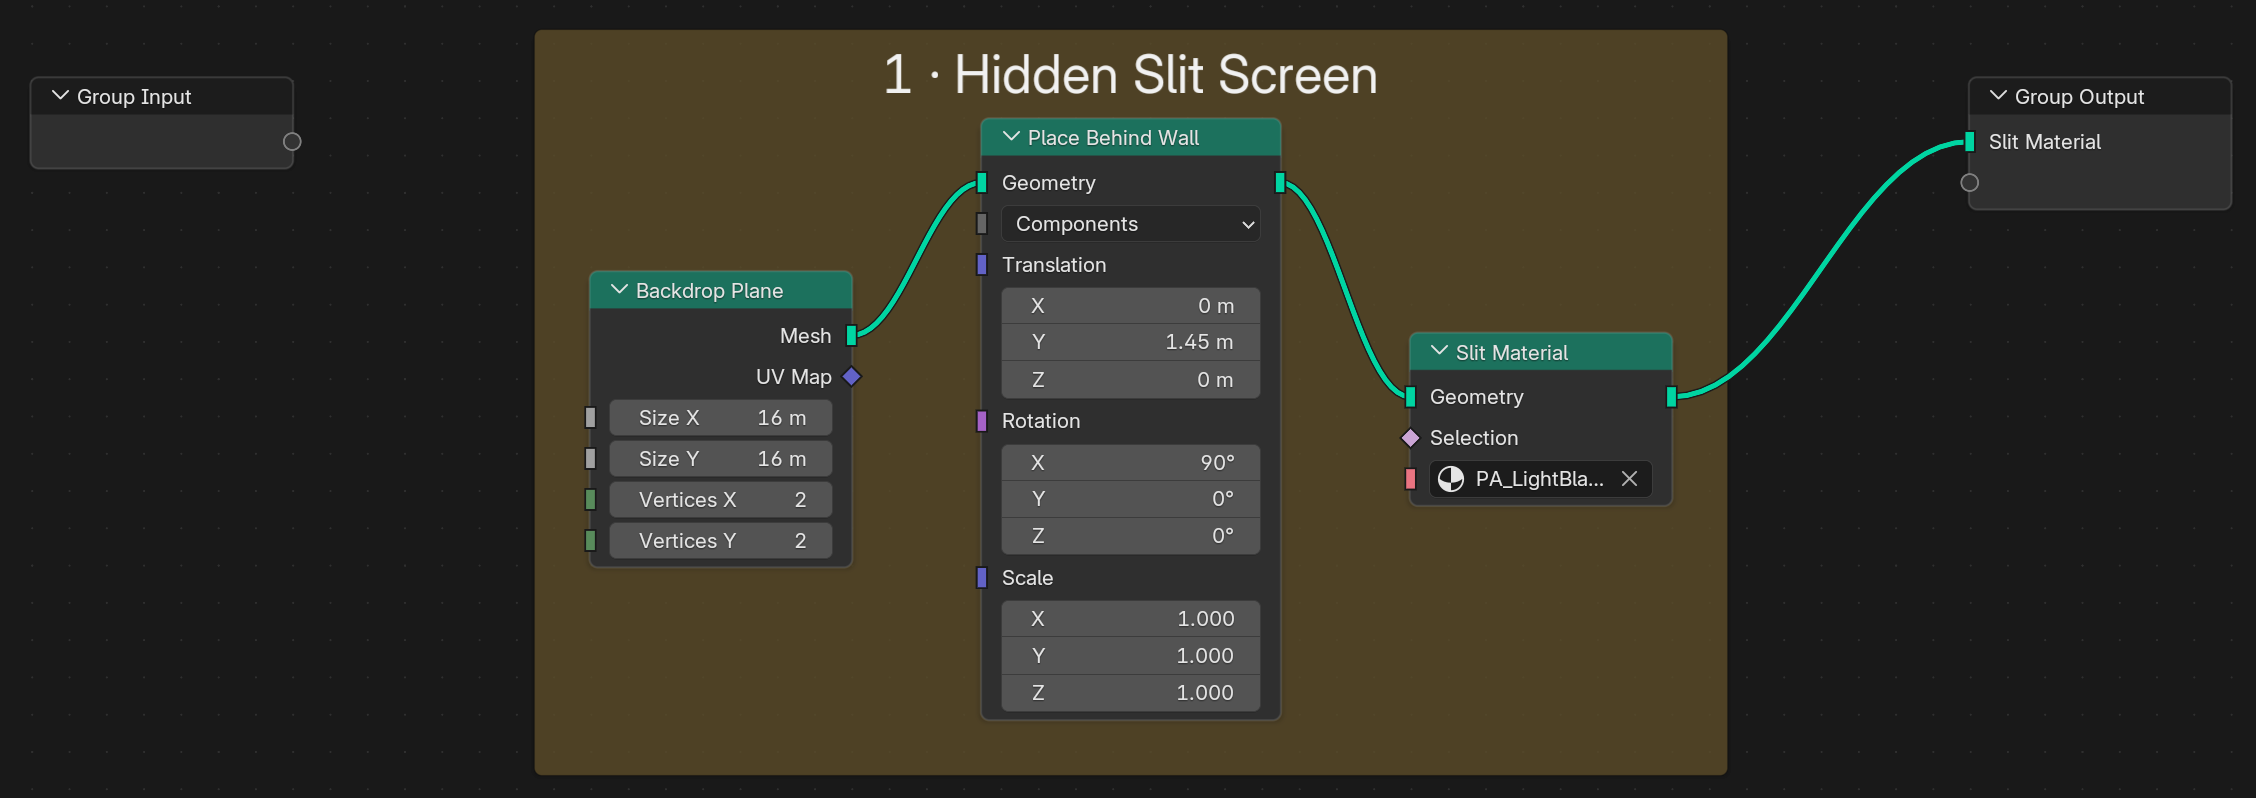 Group Input
1 · Hidden Slit Screen
Backdrop Plane
Mesh
UV Map
Size X 16 m
Size Y 16 m
Vertices X 2
Vertices Y 2
Place Behind Wall
Geometry
Components
Translation
X 0 m
Y 1.45 m
Z 0 m
Rotation
X 90°
Y 0°
Z 0°
Scale
X 1.000
Y 1.000
Z 1.000
Slit Material
Geometry
Selection
PA_LightBla...
Group Output
Slit Material